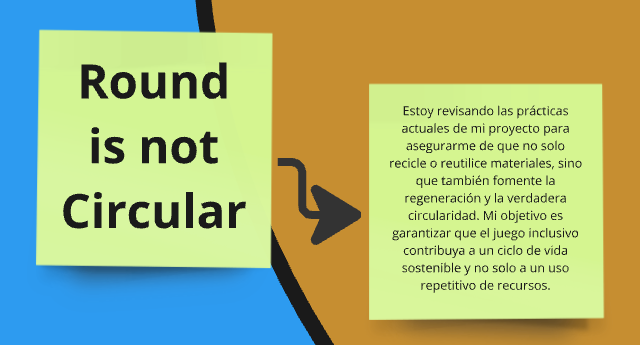 Round
is not
Circular
Estoy revisando las prácticas
actuales de mi proyecto para
asegurarme de que no solo
recicle o reutilice materiales, sino
que también fomente la
regeneración y la verdadera
circularidad. Mi objetivo es
garantizar que el juego inclusivo
contribuya a un ciclo de vida
sostenible y no solo a un uso
repetitivo de recursos.